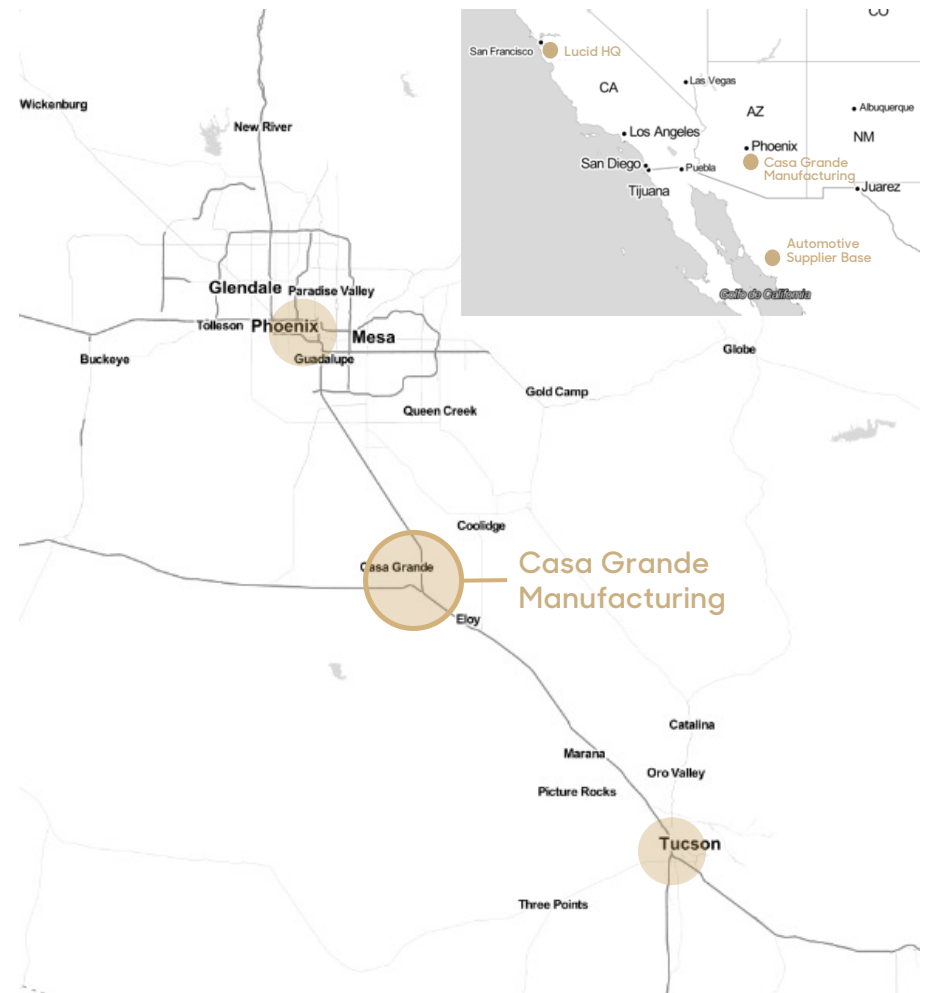 CO
San Francisco
Lucid HQ
CA
Las Vegas
AZ
Albuquerque
NM
Los Angeles
Phoenix
San Diego
Puebla
Casa Grande
Manufacturing
Tijuana
Juarez
Automotive
Supplier Base
Golfo de California
Wickenburg
New River
Glendale
Paradise Valley
Tolleson
Phoenix
Mesa
Buckeye
Guadalupe
Globe
Gold Camp
Queen Creek
Coolidge
Casa Grande
Casa Grande
Manufacturing
Eloy
Catalina
Marana
Oro Valley
Picture Rocks
Tucson
Three Points